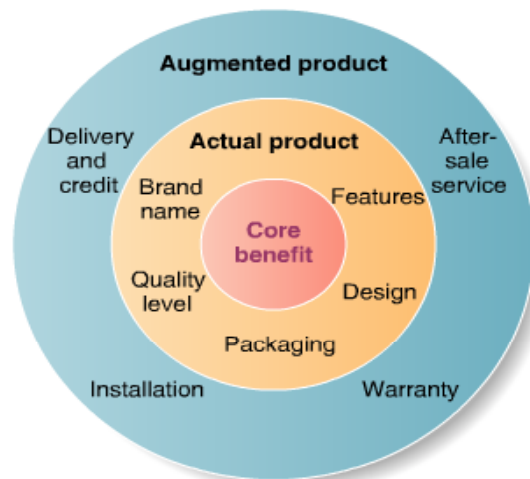 Augmented product
Delivery
and
credit
Actual product
After-
sale
service
Brand
name
Features
Core
benefit
Quality
level
Design
Packaging
Installation
Warranty